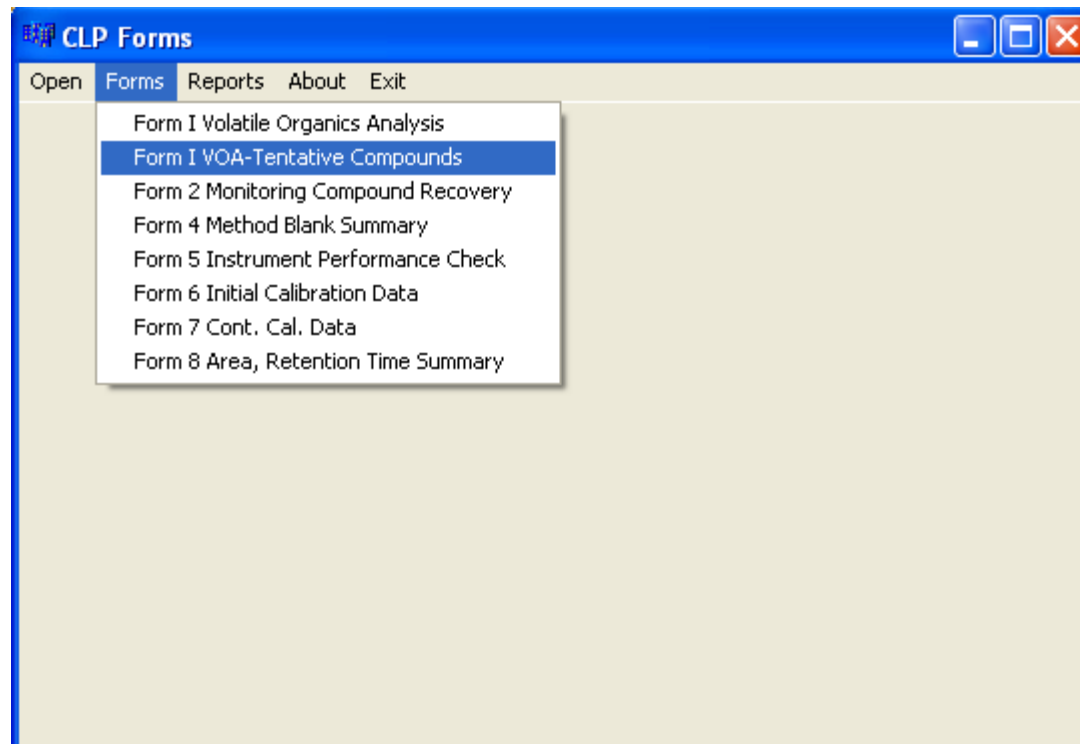 CLP Forms
Open Forms Reports About Exit
Form I Volatile Organics Analysis
Form I VOA-Tentative Compounds
Form 2 Monitoring Compound Recovery
Form 4 Method Blank Summary
Form 5 Instrument Performance Check
Form 6 Initial Calibration Data
Form 7 Cont. Cal. Data
Form 8 Area, Retention Time Summary